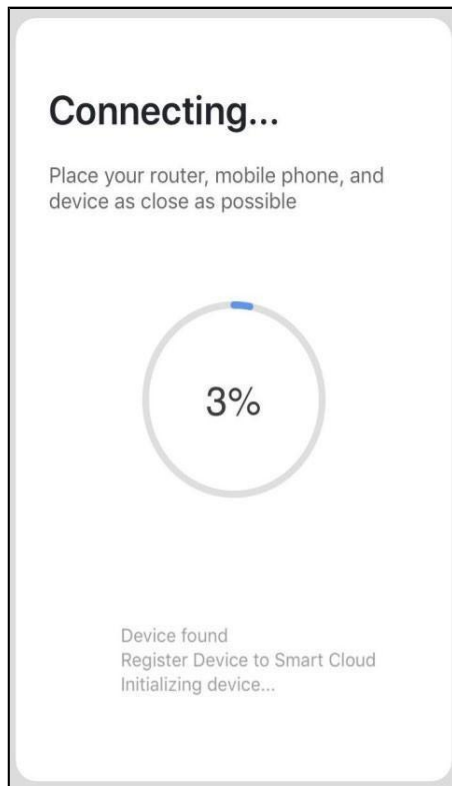 Connecting...
Place your router, mobile phone, and
device as close as possible
3%
Device found
Register Device to Smart Cloud
Initializing device...